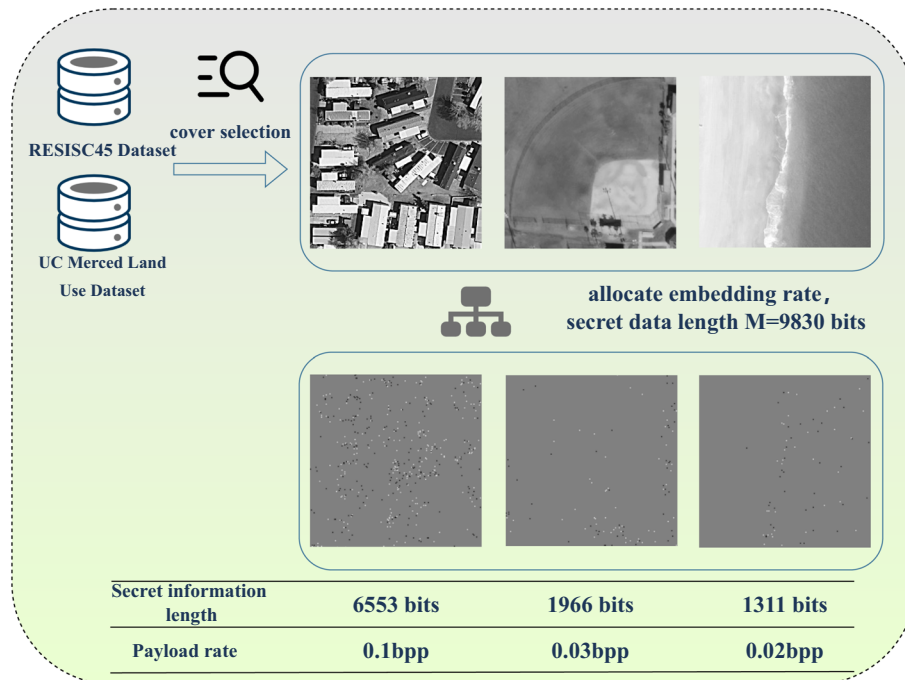 cover selection
RESISC45 Dataset
UC Merced Land
Use Dataset
allocate embedding rate,
secret data length M=9830 bits
Secret information
length
6553 bits
1966 bits
1311 bits
Payload rate
0.1bpp
0.03bpp
0.02bpp